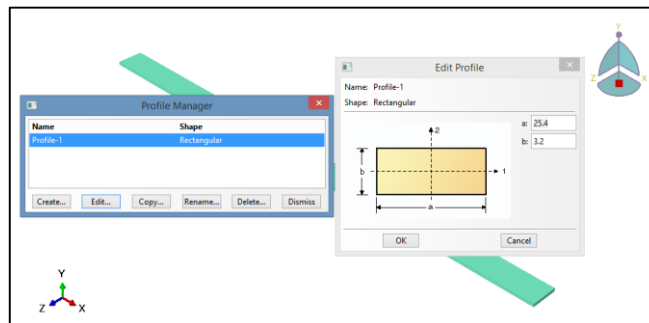 Profile Manager
Name Shape
Profile-1 Rectangular
Create... Edit... Copy... Rename... Delete... Dismiss
Edit Profile
Name: Profile-1
Shape: Rectangular
a: 25.4
b: 3.2
2
b
1
a
OK Cancel
Y
Z X
Y
Z X